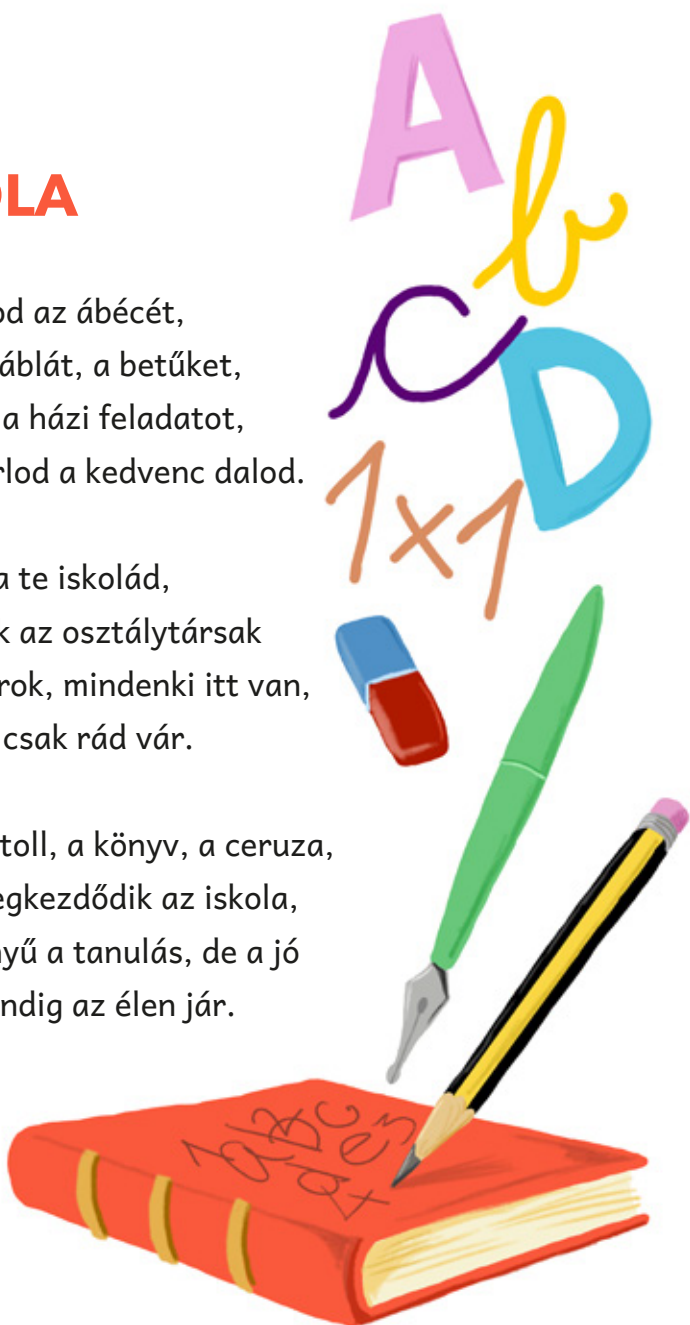 OLA
od az ábécét,
áblát, a betűket,
a házi feladatot,
rlod a kedvenc dalod.
a te iskolád,
k az osztálytársak
rok, mindenki itt van,
csak rád vár.
toll, a könyv, a ceruza,
egkezdődik az iskola,
nyű a tanulás, de a jó
ndig az élen jár.
A
b
c
D
1x1